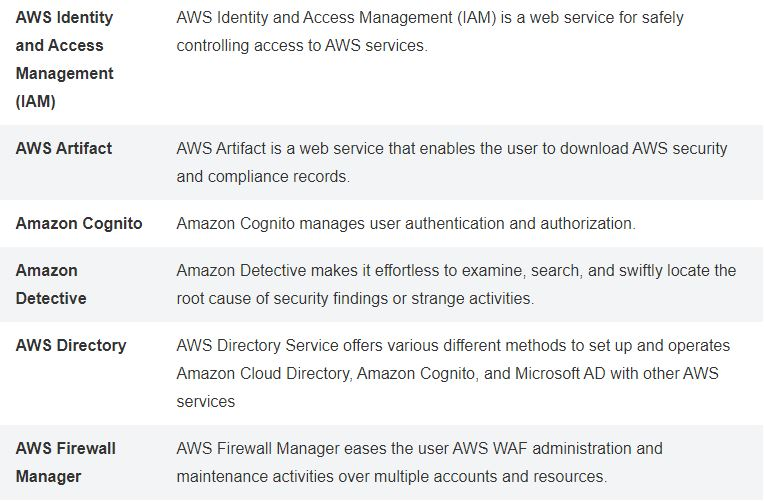 AWS Identity
and Access
Management
(IAM)
AWS Identity and Access Management (IAM) is a web service for safely
controlling access to AWS services.
AWS Artifact
AWS Artifact is a web service that enables the user to download AWS security
and compliance records.
Amazon Cognito
Amazon Cognito manages user authentication and authorization.
Amazon
Detective
Amazon Detective makes it effortless to examine, search, and swiftly locate the
root cause of security findings or strange activities.
AWS Directory
AWS Directory Service offers various different methods to set up and operates
Amazon Cloud Directory, Amazon Cognito, and Microsoft AD with other AWS
services
AWS Firewall
Manager
AWS Firewall Manager eases the user AWS WAF administration and
maintenance activities over multiple accounts and resources.